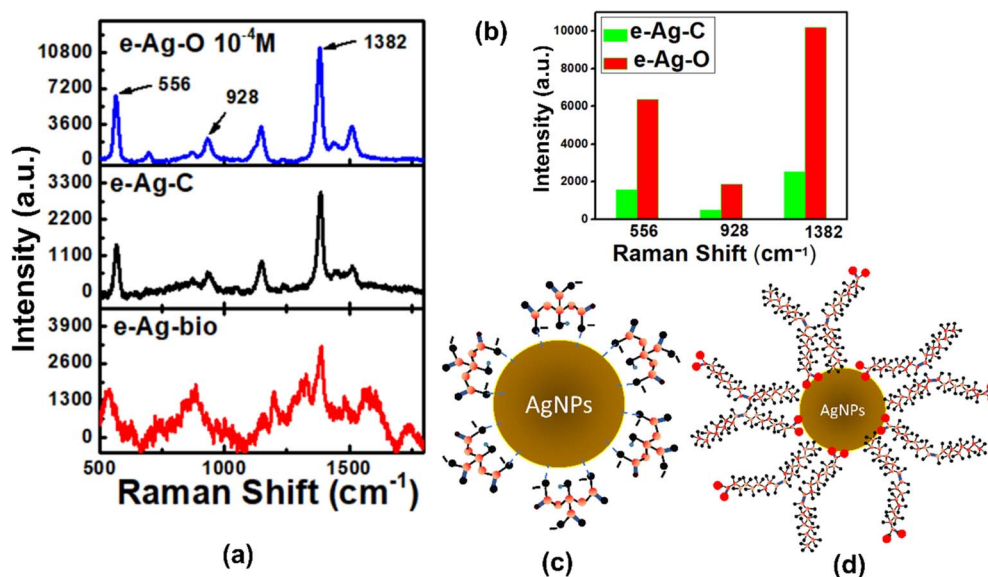 e-Ag-O 10⁻⁴M
1382
556
928
10800
7200
3600
0
e-Ag-C
3300
2200
1100
0
e-Ag-bio
3900
2600
1300
0
Intensity (a.u.)
500
1000
1500
Raman Shift (cm⁻¹)
(a)
(b)
e-Ag-C
e-Ag-O
10000
8000
6000
4000
2000
0
Intensity (a.u.)
556
928
1382
Raman Shift (cm⁻¹)
AgNPs
(c)
AgNPs
(d)